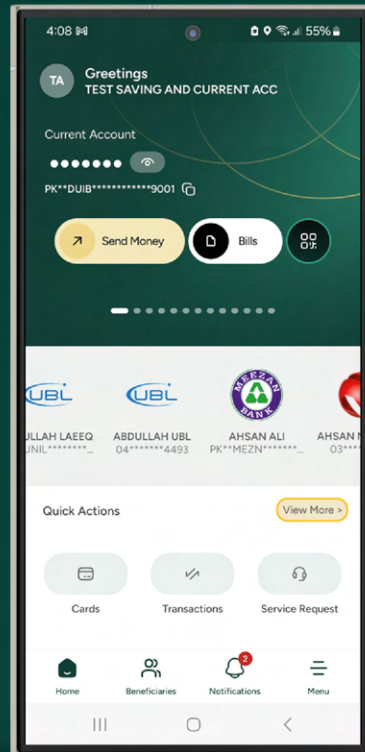 4:08
55%
TA
Greetings
TEST SAVING AND CURRENT ACC
Current Account
●●●●●●●
PK**DUIB************9001
Send Money
Bills
UBL
UBL
MEEZAN BANK
LLAH LAEEQ
ABDULLAH UBL
AHSAN ALI
AHSAN
UNIL********...
04*******4493
PK**MEZN*******...
03****
Quick Actions
View More >
Cards
Transactions
Service Request
2
Home
Beneficiaries
Notifications
Menu